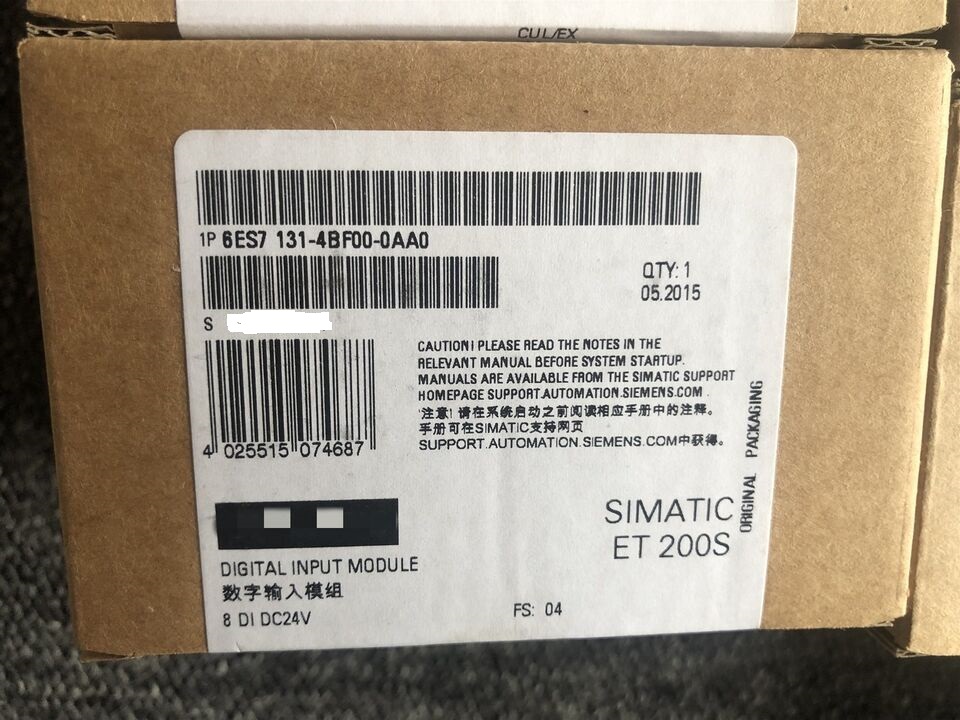 CUL/EX
1P 6ES7 131-4BF00-0AA0
QTY: 1
05.2015
S
CAUTION! PLEASE READ THE NOTES IN THE
RELEVANT MANUAL BEFORE SYSTEM STARTUP.
MANUALS ARE AVAILABLE FROM THE SIMATIC SUPPORT
HOMEPAGE SUPPORT.AUTOMATION.SIEMENS.COM .
注意! 请在系统启动之前阅读相应手册中的注释。
手册可在SIMATIC支持网页
SUPPORT.AUTOMATION.SIEMENS.COM中获得。
4 025515 074687
ORIGINAL PACKAGING
SIMATIC
ET 200S
DIGITAL INPUT MODULE
数字输入模组
8 DI DC24V
FS: 04